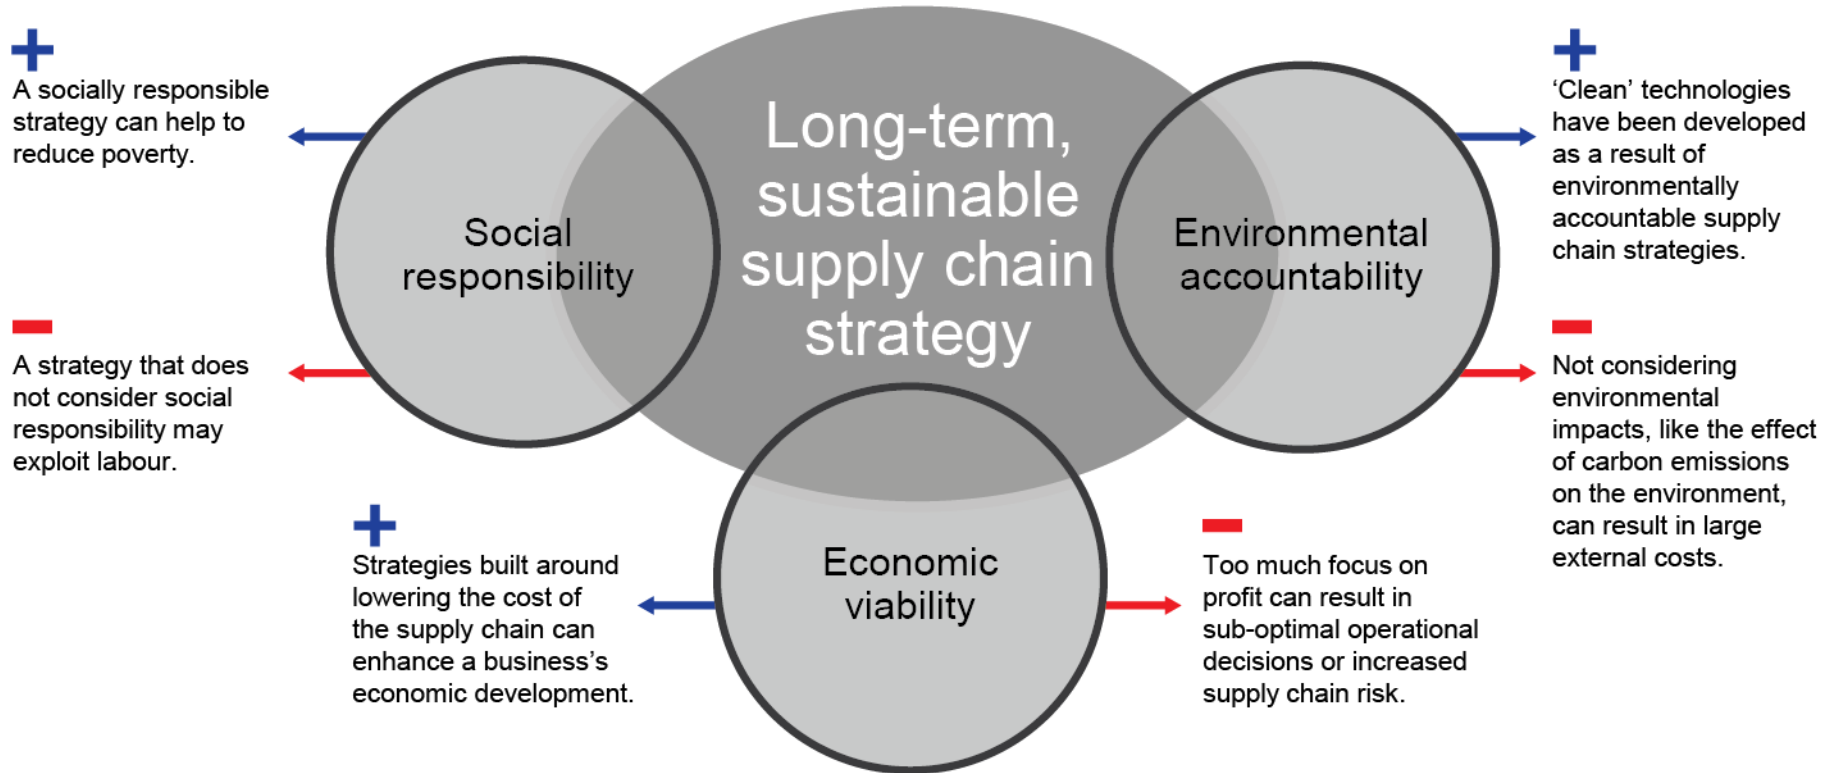 A socially responsible
strategy can help to
reduce poverty.
A strategy that does
not consider social
responsibility may
exploit labour.
Social
responsibility
Long-term,
sustainable
supply chain
strategy
Environmental
accountability
‘Clean’ technologies
have been developed
as a result of
environmentally
accountable supply
chain strategies.
Not considering
environmental
impacts, like the effect
of carbon emissions
on the environment,
can result in large
external costs.
Strategies built around
lowering the cost of
the supply chain can
enhance a business’s
economic development.
Economic
viability
Too much focus on
profit can result in
sub-optimal operational
decisions or increased
supply chain risk.